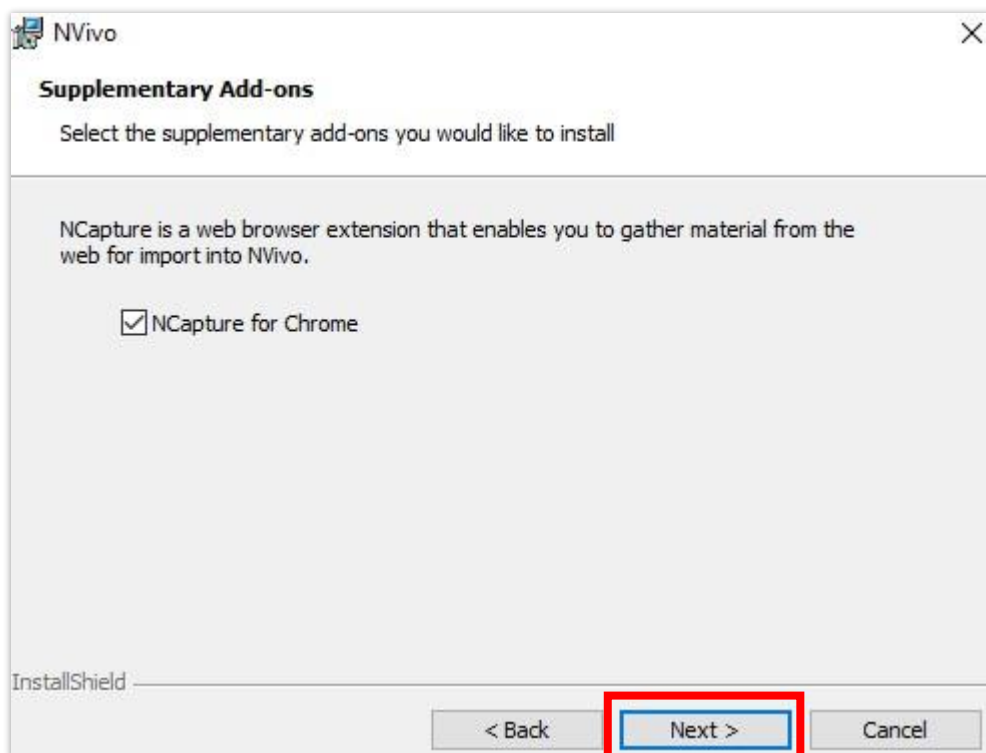 NVivo
Supplementary Add-ons
Select the supplementary add-ons you would like to install
NCapture is a web browser extension that enables you to gather material from the
web for import into NVivo.
NCapture for Chrome
InstallShield
< Back
Next >
Cancel